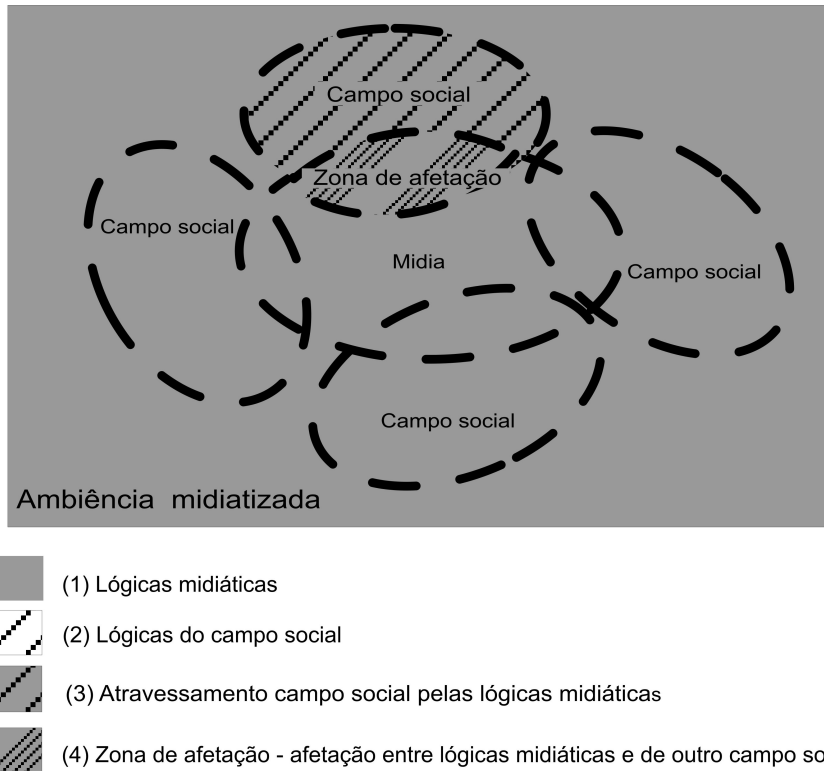 Campo social
Zona de afetação
Campo social
Midia
Campo social
Campo social
Ambiência midiatizada
(1) Lógicas midiáticas
(2) Lógicas do campo social
(3) Atravessamento campo social pelas lógicas midiáticas
(4) Zona de afetação - afetação entre lógicas midiáticas e de outro campo so